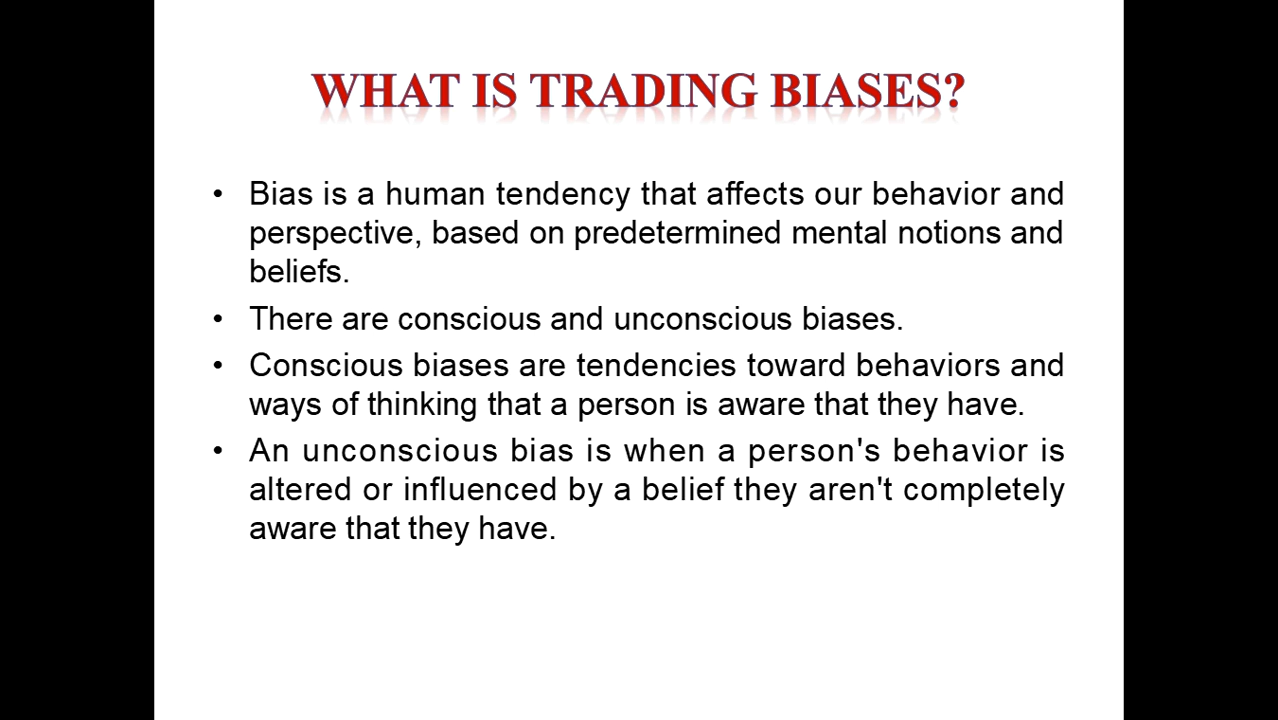 WHAT IS TRADING BIASES?
• Bias is a human tendency that affects our behavior and
perspective, based on predetermined mental notions and
beliefs.
• There are conscious and unconscious biases.
• Conscious biases are tendencies toward behaviors and
ways of thinking that a person is aware that they have.
• An unconscious bias is when a person's behavior is
altered or influenced by a belief they aren't completely
aware that they have.